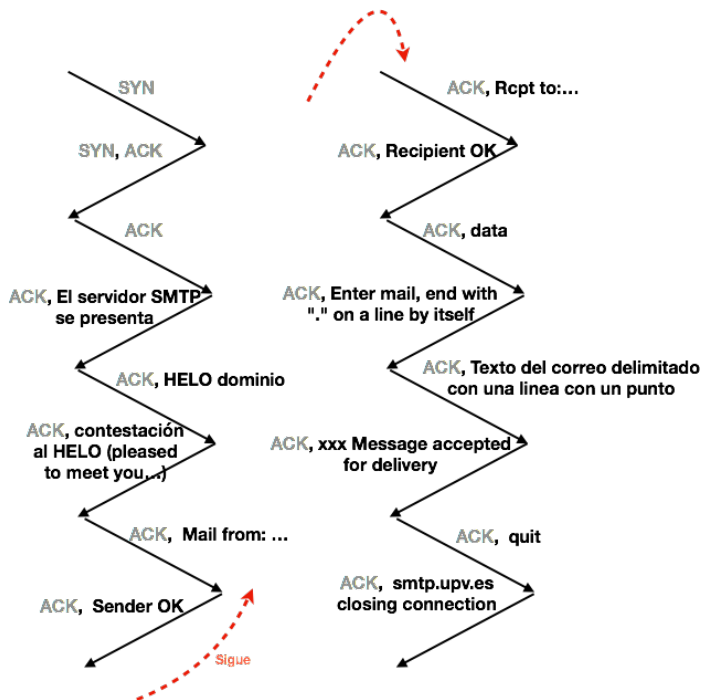 SYN
SYN, ACK
ACK
ACK, El servidor SMTP
se presenta
ACK, HELO dominio
ACK, contestación
al HELO (pleased
to meet you...)
ACK, Mail from: ...
ACK, Sender OK
Sigue
ACK, Rcpt to:...
ACK, Recipient OK
ACK, data
ACK, Enter mail, end with
"." on a line by itself
ACK, Texto del correo delimitado
con una linea con un punto
ACK, xxx Message accepted
for delivery
ACK, quit
ACK, smtp.upv.es
closing connection